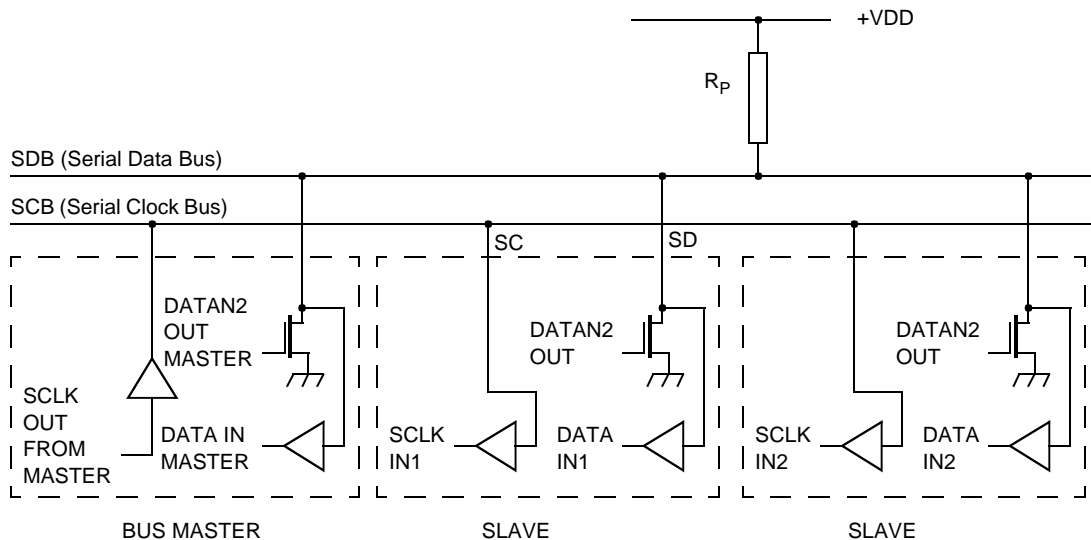 +VDD
RP
SDB (Serial Data Bus)
SCB (Serial Clock Bus)
SC
SD
DATAN2
OUT
MASTER
SCLK
OUT
FROM
MASTER
DATA IN
MASTER
DATAN2
OUT
SCLK
IN1
DATA
IN1
DATAN2
OUT
SCLK
IN2
DATA
IN2
BUS MASTER
SLAVE
SLAVE